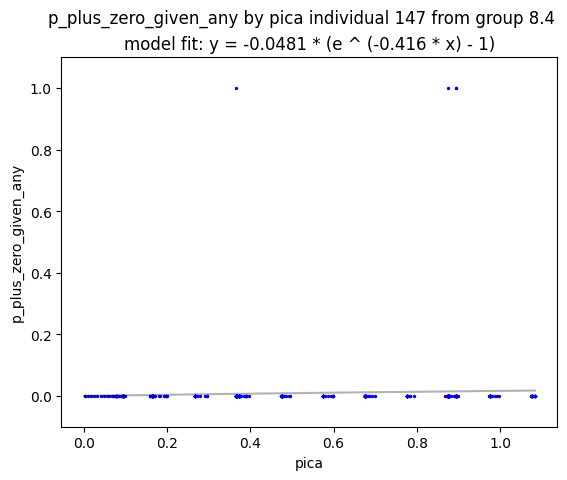 p_plus_zero_given_any by pica individual 147 from group 8.4
model fit: y = -0.0481 * (e ^ (-0.416 * x) - 1)
1.0
0.8
0.6
0.4
0.2
0.0
p_plus_zero_given_any
0.0 0.2 0.4 0.6 0.8 1.0
pica